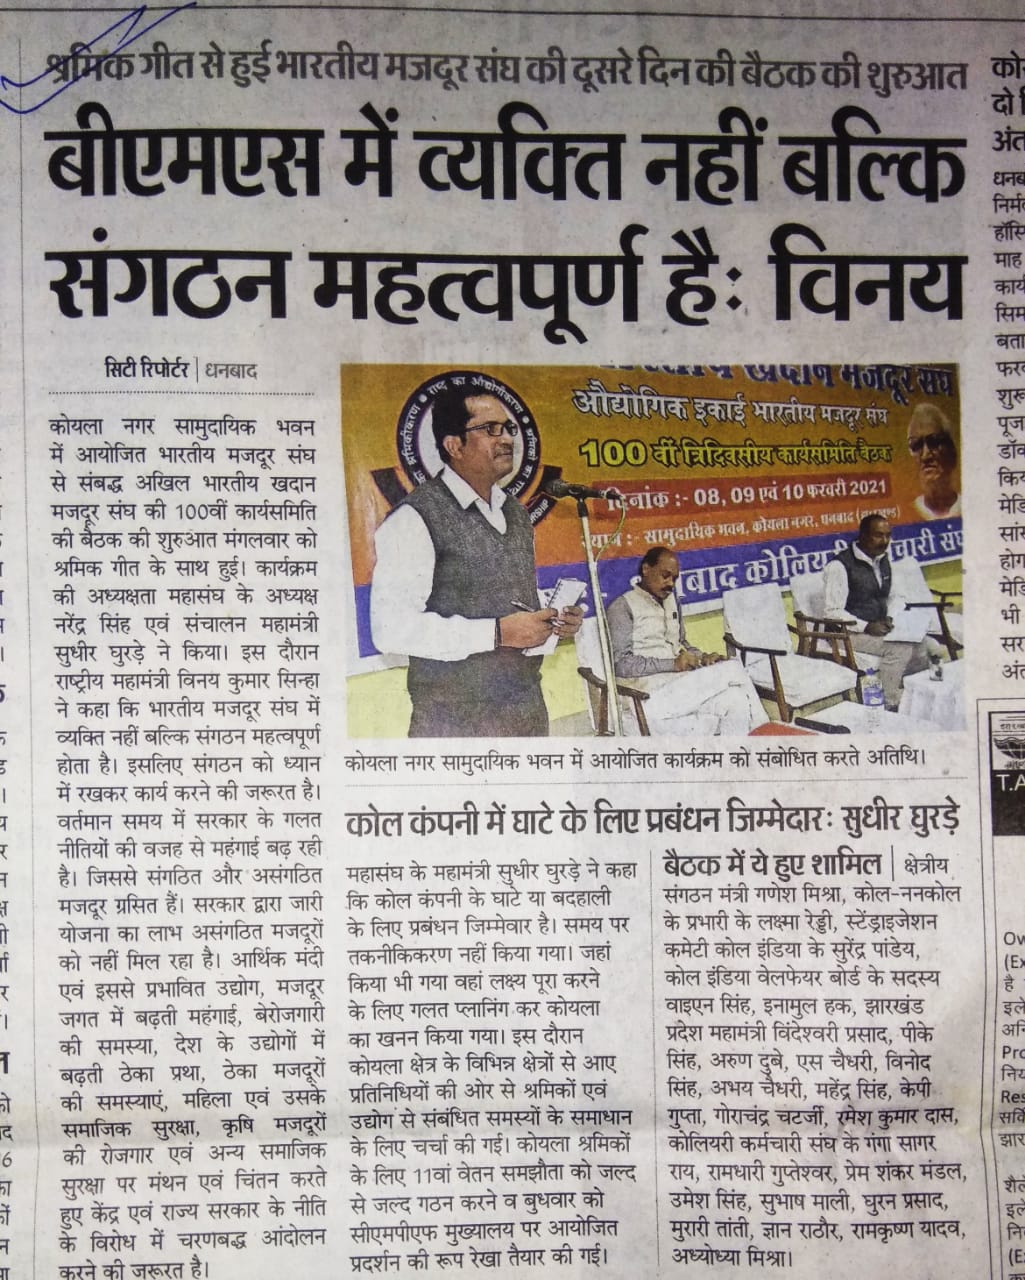 श्रमिक गीत से हुई भारतीय मजदूर संघ की दूसरे दिन की बैठक की शुरुआत
बीएमएस में व्यक्ति नहीं बल्कि
संगठन महत्वपूर्ण हैः विनय
सिटी रिपोर्टर | धनबाद
कोयला नगर सामुदायिक भवन
में आयोजित भारतीय मजदूर संघ
से संबद्ध अखिल भारतीय खदान
मजदूर संघ की 100वीं कार्यसमिति
की बैठक की शुरुआत मंगलवार को
श्रमिक गीत के साथ हुई। कार्यक्रम
की अध्यक्षता महासंघ के अध्यक्ष
नरेंद्र सिंह एवं संचालन महामंत्री
सुधीर घुरड़े ने किया। इस दौरान
राष्ट्रीय महामंत्री विनय कुमार सिन्हा
ने कहा कि भारतीय मजदूर संघ में
व्यक्ति नहीं बल्कि संगठन महत्वपूर्ण
होता है। इसलिए संगठन को ध्यान
में रखकर कार्य करने की जरूरत है।
वर्तमान समय में सरकार के गलत
नीतियों की वजह से महंगाई बढ़ रही
है। जिससे संगठित और असंगठित
मजदूर ग्रसित हैं। सरकार द्वारा जारी
योजना का लाभ असंगठित मजदूरों
को नहीं मिल रहा है। आर्थिक मंदी
एवं इससे प्रभावित उद्योग, मजदूर
जगत में बढ़ती महंगाई, बेरोजगारी
की समस्या, देश के उद्योगों में
बढ़ती ठेका प्रथा, ठेका मजदूरों
की समस्याएं, महिला एवं उसके
समाजिक सुरक्षा, कृषि मजदूरों
की रोजगार एवं अन्य समाजिक
सुरक्षा पर मंथन एवं चिंतन करते
हुए केंद्र एवं राज्य सरकार के नीति
के विरोध में चरणबद्ध आंदोलन
करने की जरूरत है।
राष्ट्र का औद्योगीकरण
खदान मजदूर संघ
औद्योगिक इकाई भारतीय मजदूर संघ
100 वीं त्रिदिवसीय कार्यसमिति बैठक
दिनांक :- 08, 09 एवं 10 फरवरी 2021
स्थान :- सामुदायिक भवन, कोयला नगर, धनबाद
कोयला नगर सामुदायिक भवन में आयोजित कार्यक्रम को संबोधित करते अतिथि।
कोल कंपनी में घाटे के लिए प्रबंधन जिम्मेदारः सुधीर घुरड़े
महासंघ के महामंत्री सुधीर घुरड़े ने कहा
कि कोल कंपनी के घाटे या बदहाली
के लिए प्रबंधन जिम्मेवार है। समय पर
तकनीकिकरण नहीं किया गया। जहां
किया भी गया वहां लक्ष्य पूरा करने
के लिए गलत प्लानिंग कर कोयला
का खनन किया गया। इस दौरान
कोयला क्षेत्र के विभिन्न क्षेत्रों से आए
प्रतिनिधियों की ओर से श्रमिकों एवं
उद्योग से संबंधित समस्यों के समाधान
के लिए चर्चा की गई। कोयला श्रमिकों
के लिए 11वां वेतन समझौता को जल्द
से जल्द गठन करने व बुधवार को
सीएमपीएफ मुख्यालय पर आयोजित
प्रदर्शन की रूप रेखा तैयार की गई।
बैठक में ये हुए शामिल | क्षेत्रीय
संगठन मंत्री गणेश मिश्रा, कोल-ननकोल
के प्रभारी के लक्ष्मा रेड्डी, स्टेंड्राइजेशन
कमेटी कोल इंडिया के सुरेंद्र पांडेय,
कोल इंडिया वेलफेयर बोर्ड के सदस्य
वाइएन सिंह, इनामुल हक, झारखंड
प्रदेश महामंत्री विंदेश्वरी प्रसाद, पीके
सिंह, अरुण दुबे, एस चैधरी, विनोद
सिंह, अभय चैधरी, महेंद्र सिंह, केपी
गुप्ता, गोराचंद्र चटर्जी, रमेश कुमार दास,
कोलियरी कर्मचारी संघ के गंगा सागर
राय, रामधारी गुप्तेश्वर, प्रेम शंकर मंडल,
उमेश सिंह, सुभाष माली, धुरन प्रसाद,
मुरारी तांती, ज्ञान राठौर, रामकृष्ण यादव,
अध्योध्या मिश्रा।